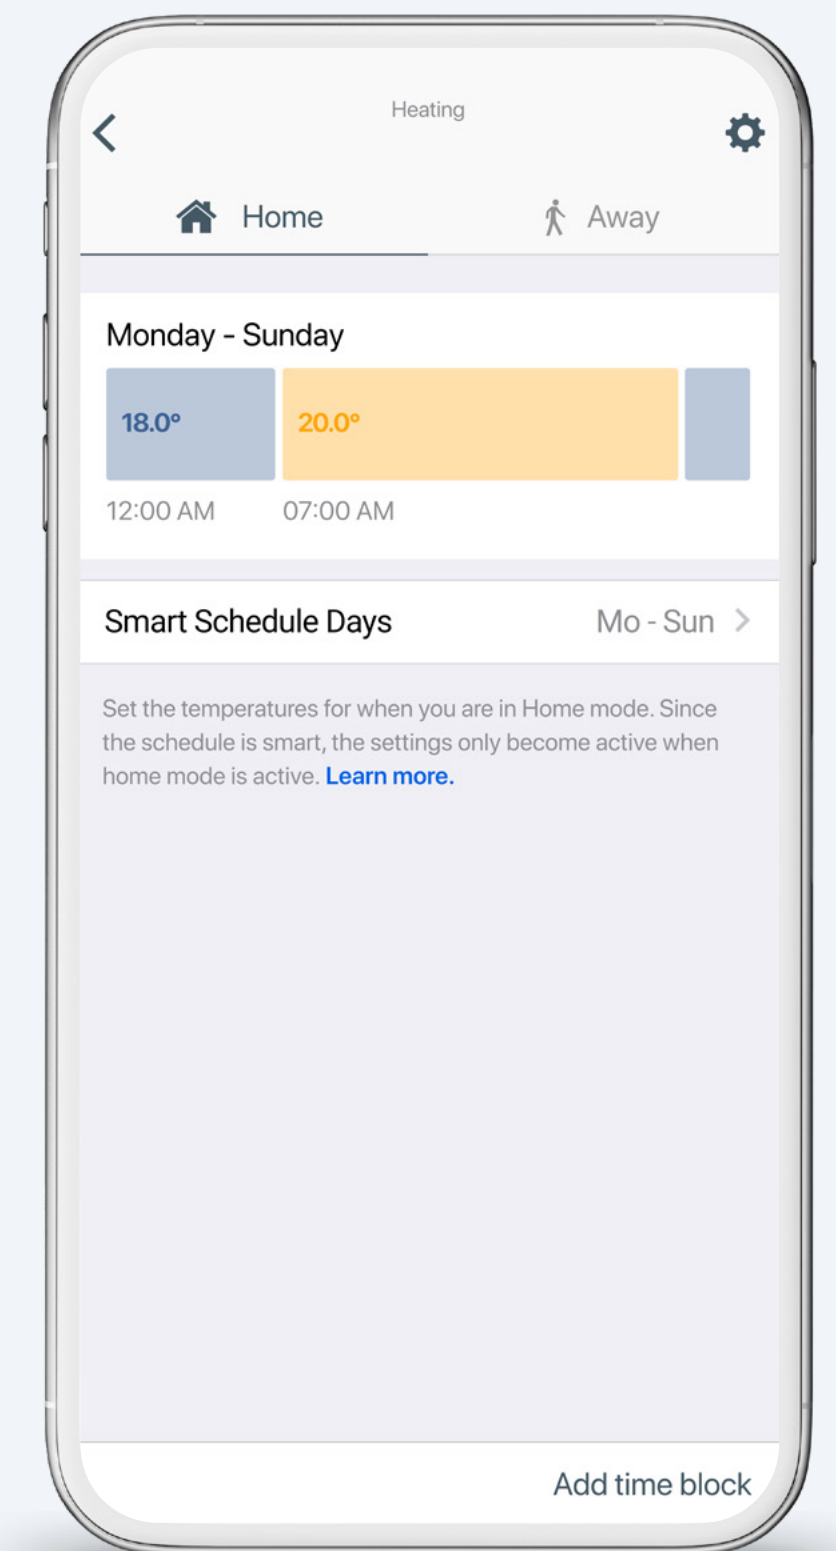 Heating
Home
Away
Monday - Sunday
18.0°
20.0°
12:00 AM
07:00 AM
Smart Schedule Days
Mo - Sun
Set the temperatures for when you are in Home mode. Since
the schedule is smart, the settings only become active when
home mode is active. Learn more.
Add time block